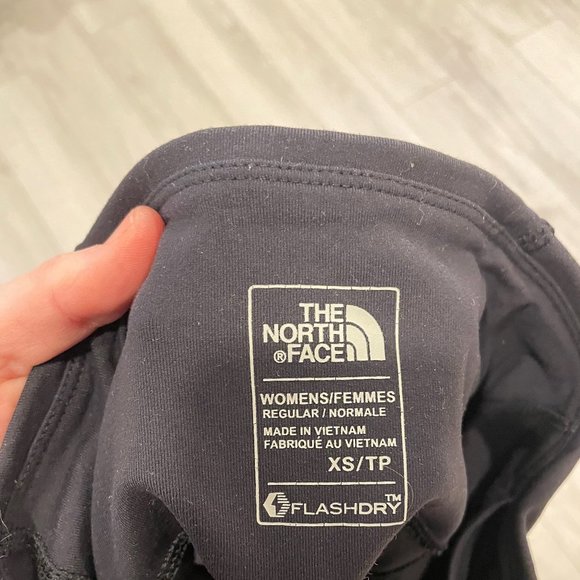 THE
NORTH
®FACE
WOMENS/FEMMES
REGULAR / NORMALE
MADE IN VIETNAM
FABRIQUÉ AU VIETNAM
XS/TP
FLASHDRY™